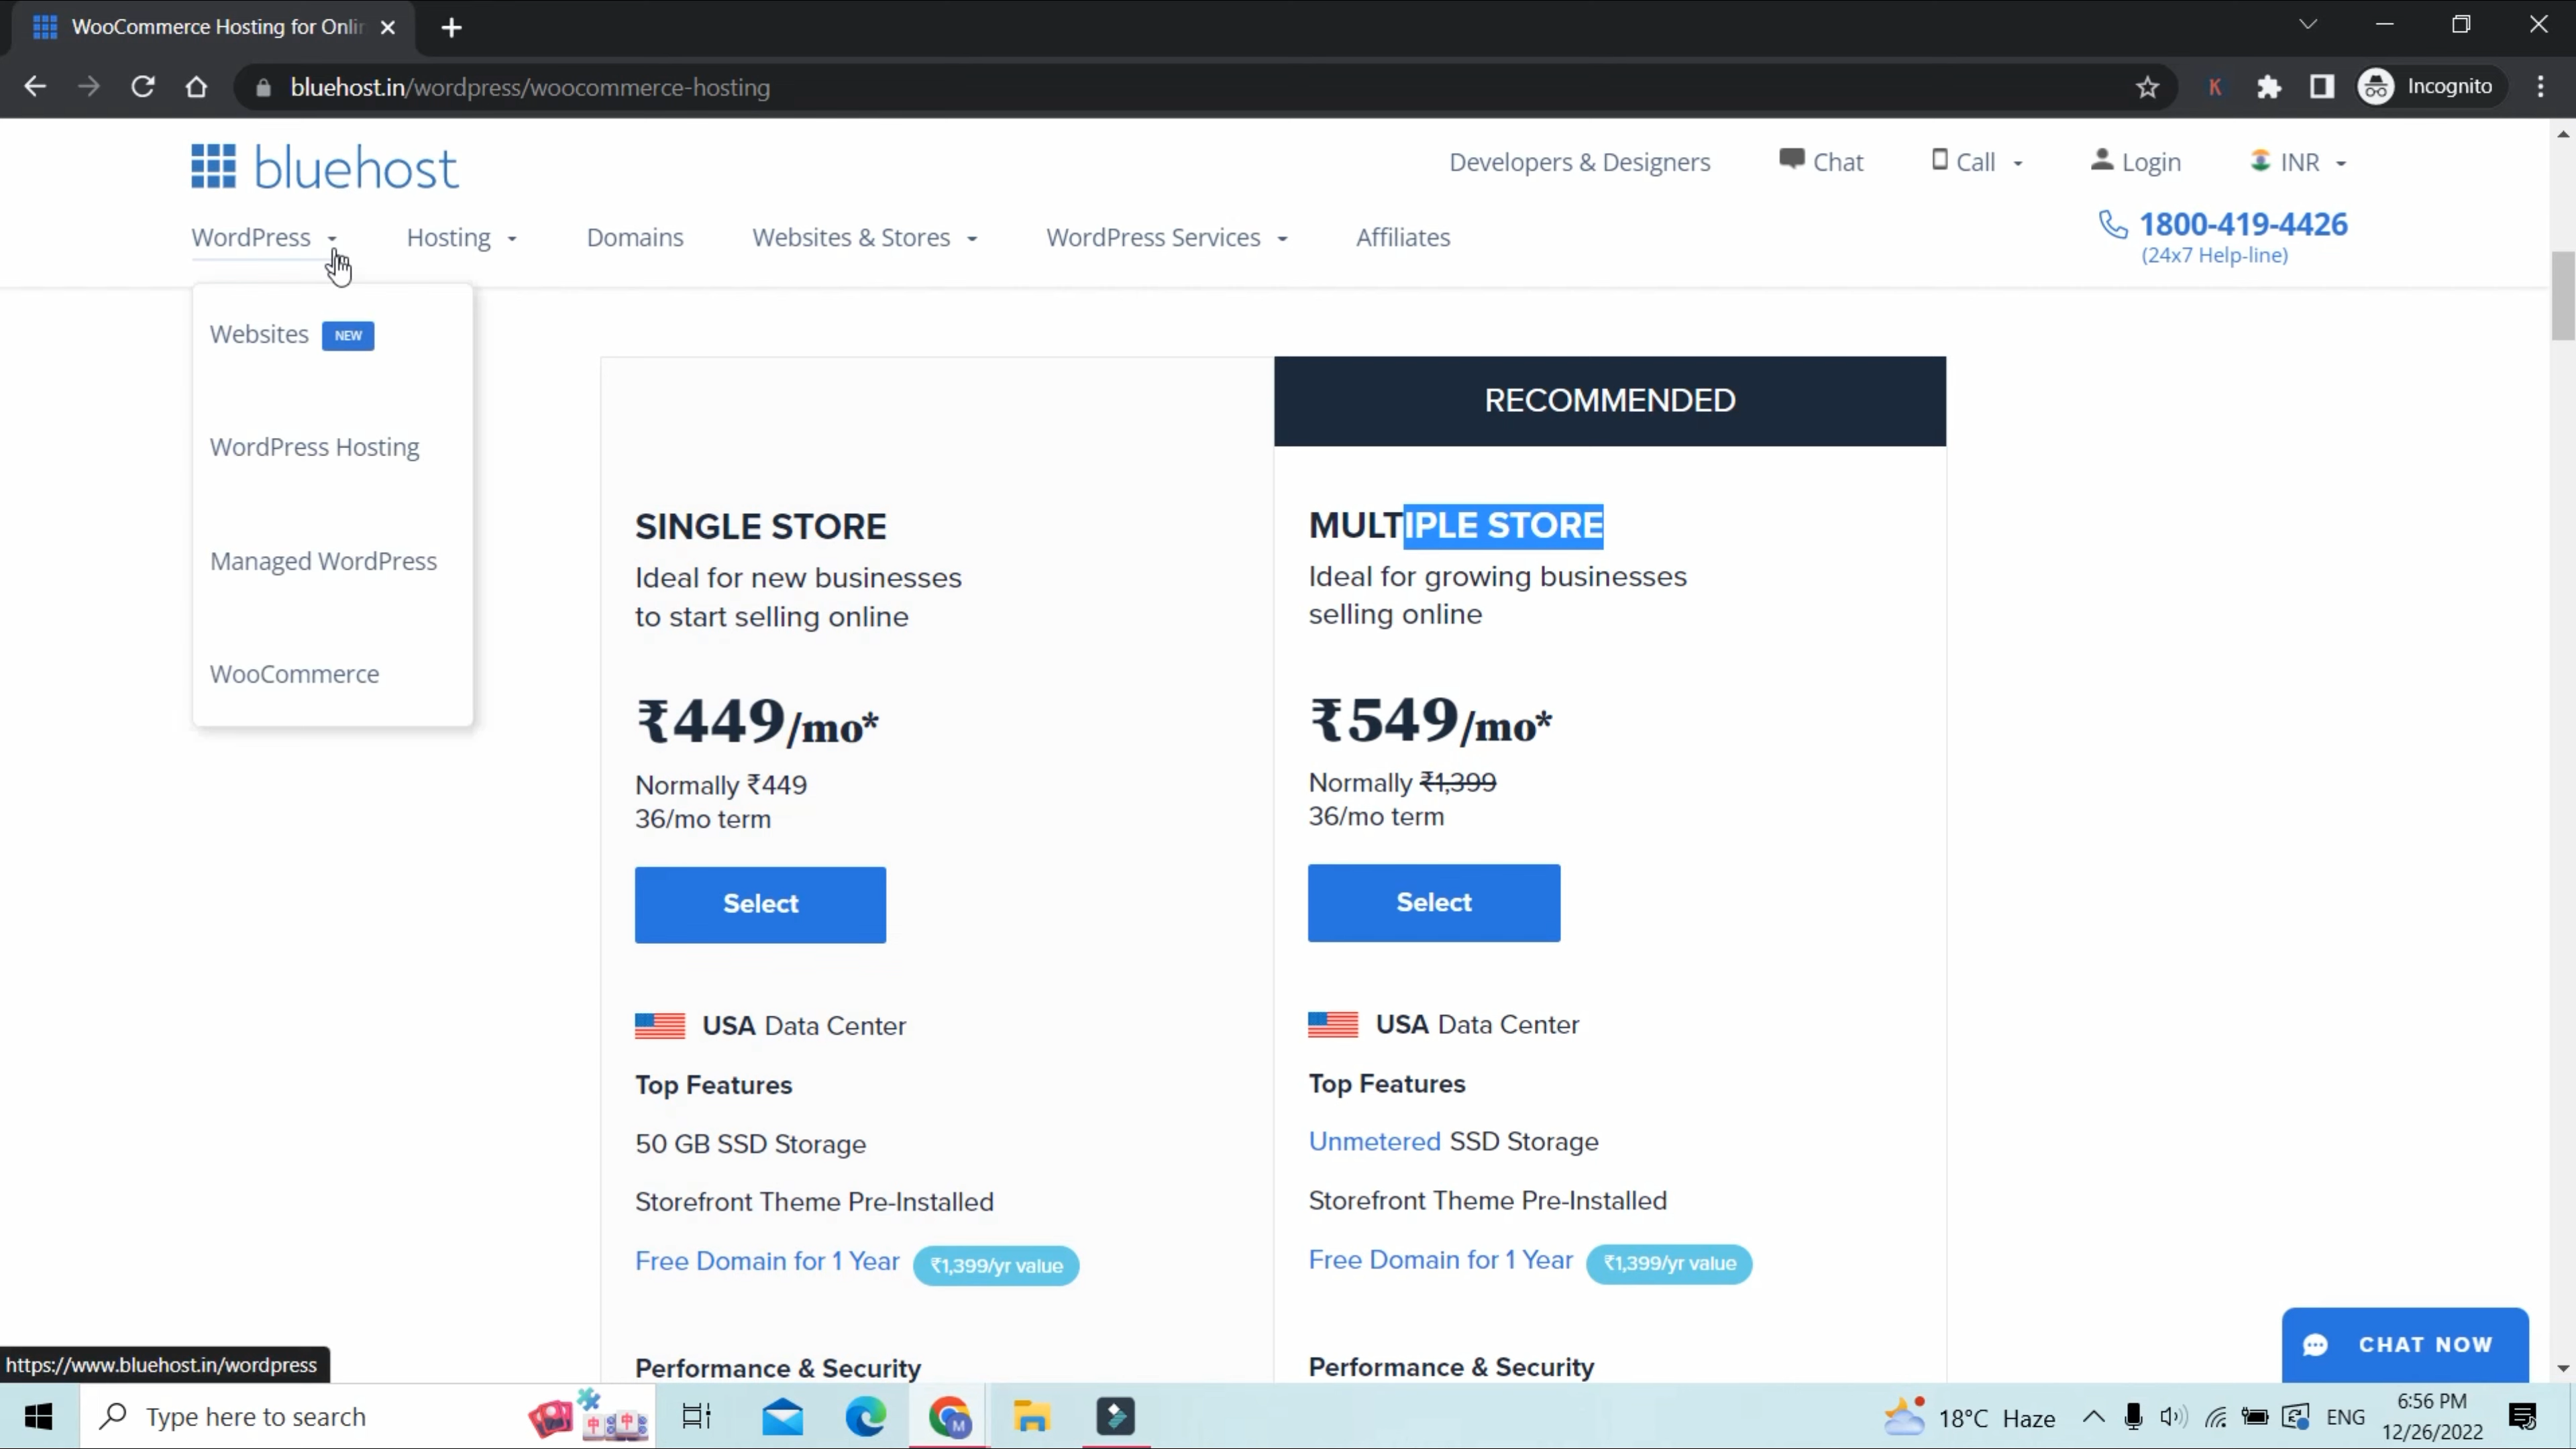 WooCommerce Hosting for Onlin
bluehost.in/wordpress/woocommerce-hosting
K
Incognito
bluehost
Developers & Designers
Chat
Call
Login
INR
WordPress
Hosting
Domains
Websites & Stores
WordPress Services
Affiliates
1800-419-4426
(24x7 Help-line)
Websites NEW
WordPress Hosting
Managed WordPress
WooCommerce
SINGLE STORE
Ideal for new businesses
to start selling online
₹449/mo*
Normally ₹449
36/mo term
Select
USA Data Center
Top Features
50 GB SSD Storage
Storefront Theme Pre-Installed
Free Domain for 1 Year ₹1,399/yr value
Performance & Security
RECOMMENDED
MULTIPLE STORE
Ideal for growing businesses
selling online
₹549/mo*
Normally ₹1,399
36/mo term
Select
USA Data Center
Top Features
Unmetered SSD Storage
Storefront Theme Pre-Installed
Free Domain for 1 Year ₹1,399/yr value
Performance & Security
CHAT NOW
https://www.bluehost.in/wordpress
Type here to search
中 中
M
18°C Haze
ENG
6:56 PM
12/26/2022